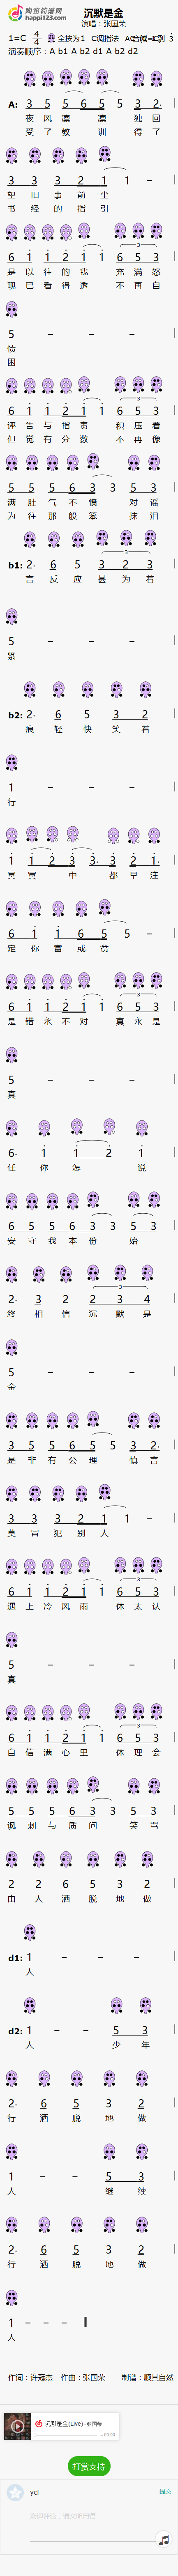 陶笛简谱网
happi123.com
沉默是金
演唱：张国荣
1=C 4/4 全按为1 C调指法
演奏顺序：A b1 A b2 d1 A b2 d2
A: 3 5 5 6 5 5 3 2.
夜 风 凛 凛 独 回
受 了 教 训 得 了
3 3 3 2 1 1 −
望 旧 事 前 尘
书 经 的 指 引
6 1 1 2 1 1 6 5 3
是 以 往 的 我 充 满 怒
现 已 看 得 透 不 再 自
5 − − −
愤
困
6 1 1 2 1 1 6 5 3
诬 告 与 指 责 积 压 着
但 觉 有 分 数 不 再 像
5 5 5 6 3 3 5 3
满 肚 气 不 愤 对 谣
为 往 那 般 笨 抹 泪
b1: 2. 6 5 3 2 3
言 反 应 甚 为 着
5 − − −
紧
b2: 2. 6 5 3 2
痕 轻 快 笑 着
1 − − −
行
1 1 2 3 3. 3 2 1.
冥 冥 中 都 早 注
6 1 1 6 5 5 −
定 你 富 或 贫
6 1 1 2 1 1 6 5 3
是 错 永 不 对 真 永 是
5 − − −
真
6. 1 1 2 1
任 你 怎 说
6 5 5 6 3 3 5 3
安 守 我 本 份 始
2. 3 2 2 3 4
终 相 信 沉 默 是
5 − − −
金
3 5 5 6 5 5 3 2.
是 非 有 公 理 慎 言
3 3 3 2 1 1 −
莫 冒 犯 别 人
6 1 1 2 1 1 6 5 3
遇 上 冷 风 雨 休 太 认
5 − − −
真
6 1 1 2 1 1 6 5 3
自 信 满 心 里 休 理 会
5 5 5 6 3 3 5 3
讽 刺 与 质 问 笑 骂
2 2 6 5 3 2
由 人 洒 脱 地 做
d1: 1 − − −
人
d2: 1 − 5 3
人 少 年
2. 6 5 3 2
行 洒 脱 地 做
1 − − 5 3
人 继 续
2. 6 5 3 2
行 洒 脱 地 做
1 − − −
人
作词：许冠杰 作曲：张国荣 制谱：顺其自然
沉默是金(Live) - 张国荣
- 00:00
打赏支持
yci
提交